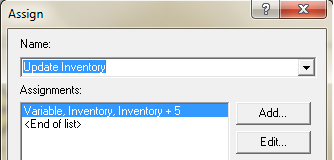 Assign
?
Name:
Update Inventory
Assignments:
Variable, Inventory, Inventory + 5
<End of list>
Add...
Edit...